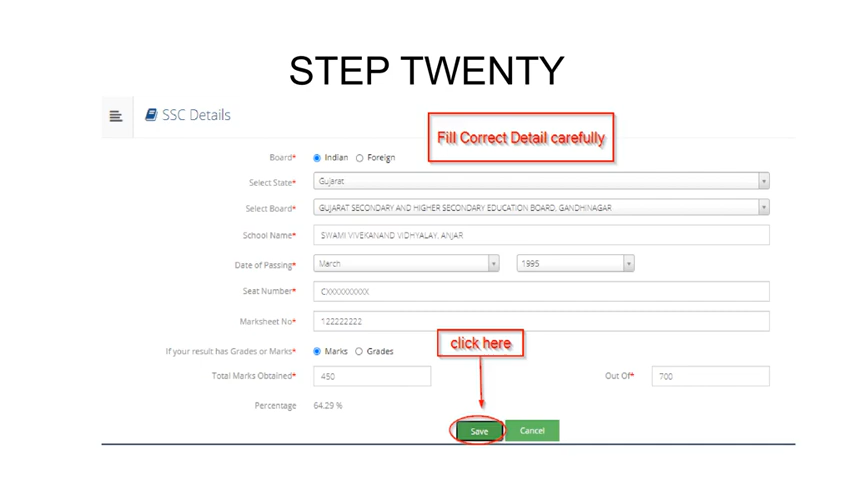 STEP TWENTY
SSC Details
Fill Correct Detail carefully
Board* Indian Foreign
Select State* Gujarat
Select Board* GUJARAT SECONDARY AND HIGHER SECONDARY EDUCATION BOARD, GANDHINAGAR
School Name* SWAMI VIVEKANAND VIDHYALAY, ANJAR
Date of Passing* March 1995
Seat Number* CXXXXXXXXX
Marksheet No* 122222222
click here
If your result has Grades or Marks* Marks Grades
Total Marks Obtained* 450 Out Of* 700
Percentage 64.29 %
Save Cancel